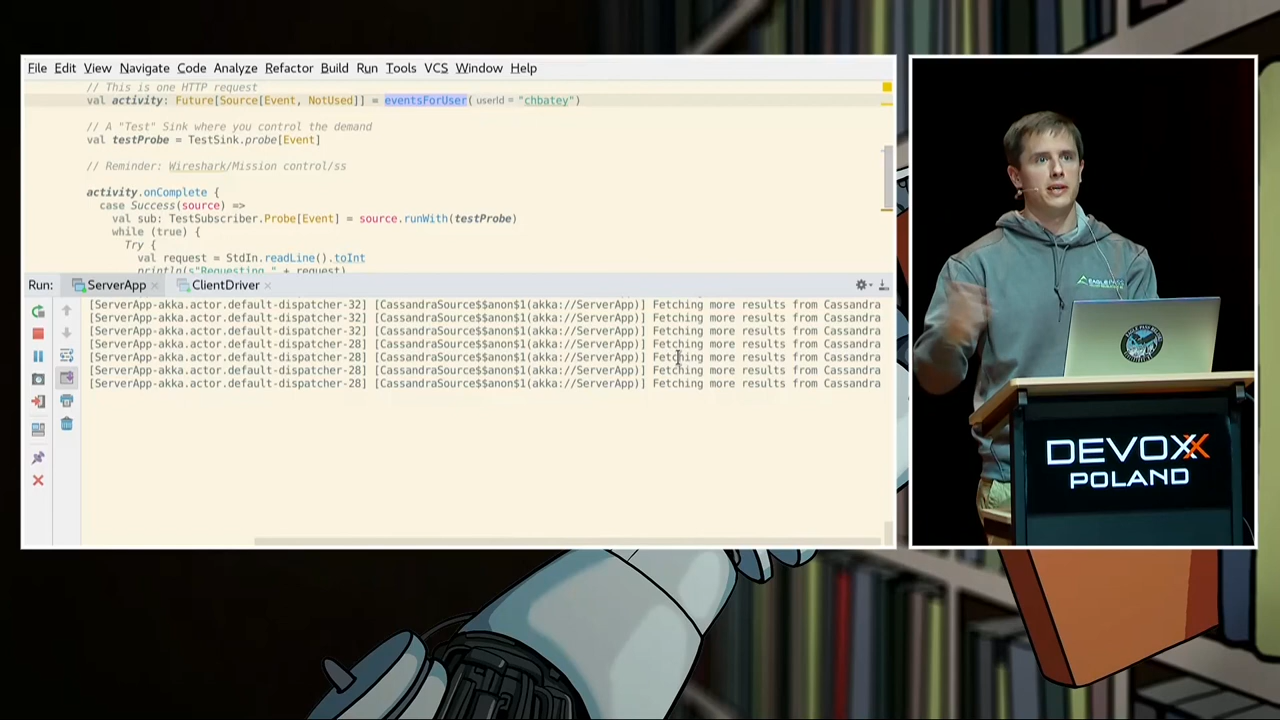 File Edit View Navigate Code Analyze Refactor Build Run Tools VCS Window Help
// This is one HTTP request
val activity: Future[Source[Event, NotUsed]] = eventsForUser( userId = "chbatey")
// A "Test" Sink where you control the demand
val testProbe = TestSink.probe[Event]
// Reminder: Wireshark/Mission control/ss
activity.onComplete {
case Success(source) =>
val sub: TestSubscriber.Probe[Event] = source.runWith(testProbe)
while (true) {
Try {
val request = StdIn.readLine().toInt
println(s"Requesting " + request)
Run: ServerApp ClientDriver
[ServerApp-akka.actor.default-dispatcher-32] [CassandraSource$$anon$1(akka://ServerApp)] Fetching more results from Cassandra
[ServerApp-akka.actor.default-dispatcher-32] [CassandraSource$$anon$1(akka://ServerApp)] Fetching more results from Cassandra
[ServerApp-akka.actor.default-dispatcher-32] [CassandraSource$$anon$1(akka://ServerApp)] Fetching more results from Cassandra
[ServerApp-akka.actor.default-dispatcher-28] [CassandraSource$$anon$1(akka://ServerApp)] Fetching more results from Cassandra
[ServerApp-akka.actor.default-dispatcher-28] [CassandraSource$$anon$1(akka://ServerApp)] Fetching more results from Cassandra
[ServerApp-akka.actor.default-dispatcher-28] [CassandraSource$$anon$1(akka://ServerApp)] Fetching more results from Cassandra
[ServerApp-akka.actor.default-dispatcher-28] [CassandraSource$$anon$1(akka://ServerApp)] Fetching more results from Cassandra
DEVOXX
POLAND